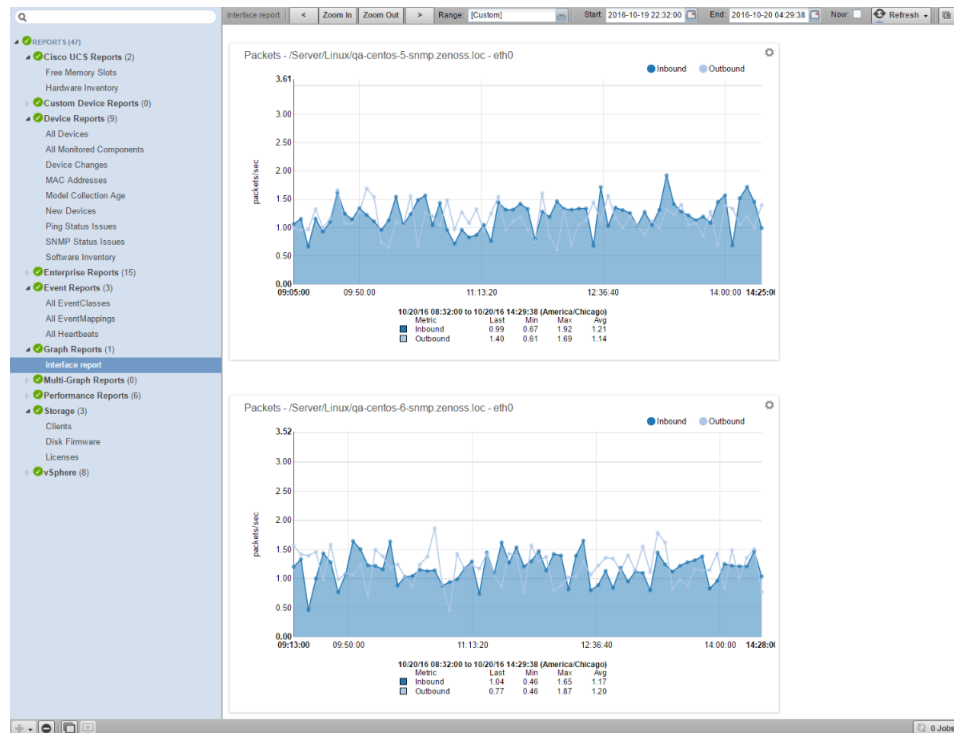 interface report < Zoom In Zoom Out > Range: [Custom] Start: 2016-10-19 22:32:00 End: 2016-10-20 04:29:38 Now: Refresh
REPORTS (47)
Cisco UCS Reports (2)
Free Memory Slots
Hardware Inventory
Custom Device Reports (0)
Device Reports (9)
All Devices
All Monitored Components
Device Changes
MAC Addresses
Model Collection Age
New Devices
Ping Status Issues
SNMP Status Issues
Software Inventory
Enterprise Reports (15)
Event Reports (3)
All EventClasses
All EventMappings
All Heartbeats
Graph Reports (1)
interface report
Multi-Graph Reports (0)
Performance Reports (6)
Storage (3)
Clients
Disk Firmware
Licenses
vSphere (8)
Packets - /Server/Linux/qa-centos-5-snmp.zenoss.loc - eth0
Inbound Outbound
3.61
3.00
2.50
2.00
1.50
1.00
0.50
0.00
packets/sec
09:05:00 09:50:00 11:13:20 12:36:40 14:00:00 14:25:0
10/20/16 08:32:00 to 10/20/16 14:29:38 (America/Chicago)
Metric Last Min Max Avg
Inbound 0.99 0.67 1.92 1.21
Outbound 1.40 0.61 1.69 1.14
Packets - /Server/Linux/qa-centos-6-snmp.zenoss.loc - eth0
Inbound Outbound
3.52
3.00
2.50
2.00
1.50
1.00
0.50
0.00
packets/sec
09:13:00 09:50:00 11:13:20 12:36:40 14:00:00 14:28:0
10/20/16 08:32:00 to 10/20/16 14:29:38 (America/Chicago)
Metric Last Min Max Avg
Inbound 1.04 0.46 1.65 1.17
Outbound 0.77 0.46 1.87 1.20
0 Jobs